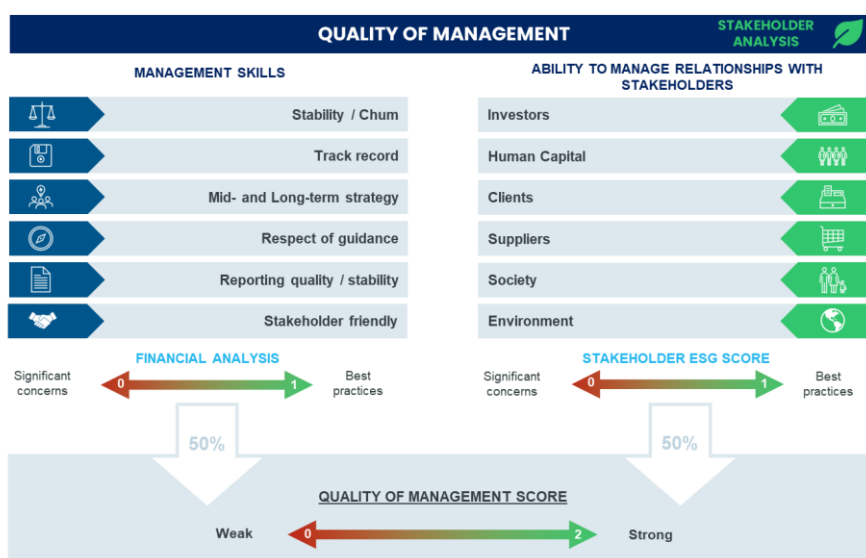 QUALITY OF MANAGEMENT
STAKEHOLDER
ANALYSIS
MANAGEMENT SKILLS
Stability / Chum
Track record
Mid- and Long-term strategy
Respect of guidance
Reporting quality / stability
Stakeholder friendly
FINANCIAL ANALYSIS
Significant
concerns
0
1
Best
practices
50%
ABILITY TO MANAGE RELATIONSHIPS WITH
STAKEHOLDERS
Investors
Human Capital
Clients
Suppliers
Society
Environment
STAKEHOLDER ESG SCORE
Significant
concerns
0
1
Best
practices
50%
QUALITY OF MANAGEMENT SCORE
Weak
0
2
Strong